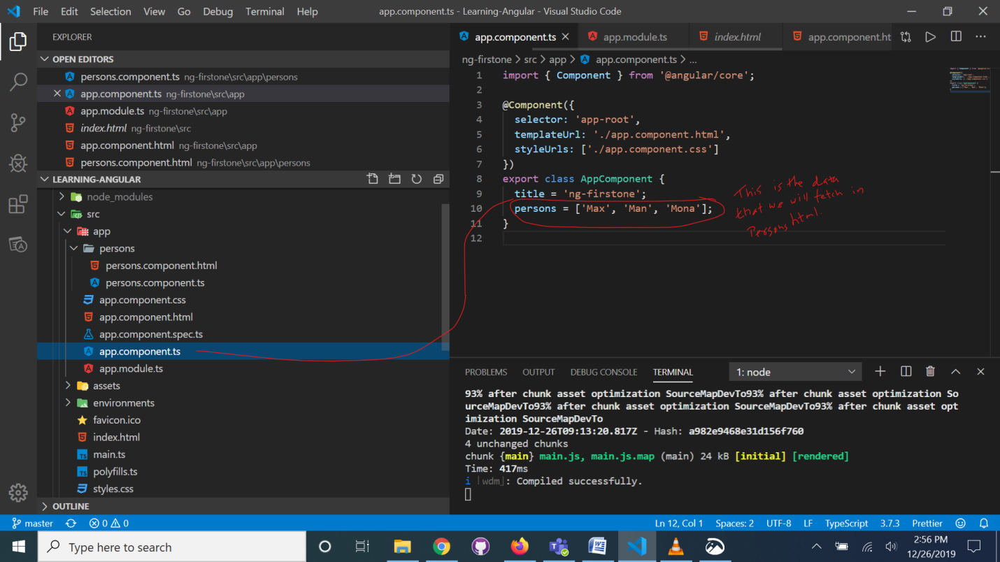 File Edit Selection View Go Debug Terminal Help
app.component.ts - Learning-Angular - Visual Studio Code
EXPLORER
OPEN EDITORS
persons.component.ts ng-firstone\src\app\persons
app.component.ts ng-firstone\src\app
app.module.ts ng-firstone\src\app
index.html ng-firstone\src
app.component.html ng-firstone\src\app
persons.component.html ng-firstone\src\app\persons
LEARNING-ANGULAR
node_modules
src
app
persons
persons.component.html
persons.component.ts
app.component.css
app.component.html
app.component.spec.ts
app.component.ts
app.module.ts
assets
environments
favicon.ico
index.html
main.ts
polyfills.ts
styles.css
OUTLINE
app.component.ts app.module.ts index.html app.component.ht
ng-firstone > src > app > app.component.ts > ...
1 import { Component } from '@angular/core';
2
3 @Component({
4 selector: 'app-root',
5 templateUrl: './app.component.html',
6 styleUrls: ['./app.component.css']
7 })
8 export class AppComponent {
9 title = 'ng-firstone';
10 persons = ['Max', 'Man', 'Mona'];
11 }
12
This is the data
that we will fetch in
Persons html.
PROBLEMS OUTPUT DEBUG CONSOLE TERMINAL 1: node
93% after chunk asset optimization SourceMapDevTo93% after chunk asset optimization So
urceMapDevTo93% after chunk asset optimization SourceMapDevTo93% after chunk asset opt
imization SourceMapDevTo
Date: 2019-12-26T09:13:20.817Z - Hash: a982e9468e31d156f760
4 unchanged chunks
chunk {main} main.js, main.js.map (main) 24 kB [initial] [rendered]
Time: 417ms
i ｢wdm｣: Compiled successfully.
master 0 0 Ln 12, Col 1 Spaces: 2 UTF-8 LF TypeScript 3.7.3 Prettier
Type here to search
2:56 PM
12/26/2019